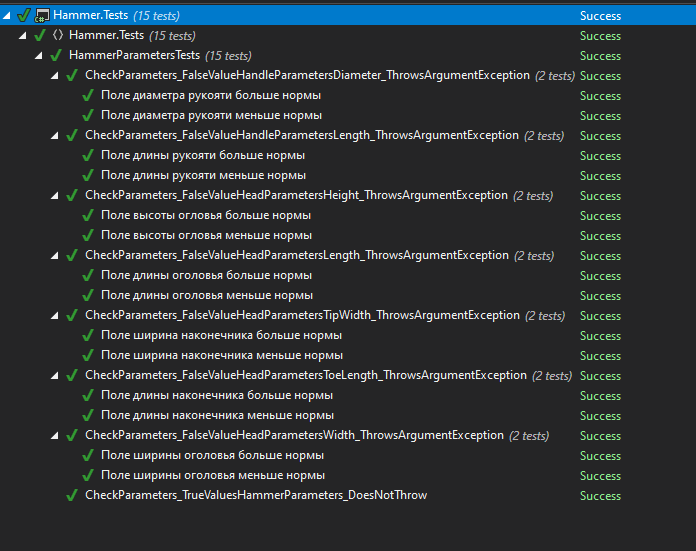 Hammer.Tests (15 tests) Success
Hammer.Tests (15 tests) Success
HammerParametersTests (15 tests) Success
CheckParameters_FalseValueHandleParametersDiameter_ThrowsArgumentException (2 tests) Success
Поле диаметра рукояти больше нормы Success
Поле диаметра рукояти меньше нормы Success
CheckParameters_FalseValueHandleParametersLength_ThrowsArgumentException (2 tests) Success
Поле длины рукояти больше нормы Success
Поле длины рукояти меньше нормы Success
CheckParameters_FalseValueHeadParametersHeight_ThrowsArgumentException (2 tests) Success
Поле высоты огловья больше нормы Success
Поле высоты огловья меньше нормы Success
CheckParameters_FalseValueHeadParametersLength_ThrowsArgumentException (2 tests) Success
Поле длины оголовья больше нормы Success
Поле длины оголовья меньше нормы Success
CheckParameters_FalseValueHeadParametersTipWidth_ThrowsArgumentException (2 tests) Success
Поле ширина наконечника больше нормы Success
Поле ширина наконечника меньше нормы Success
CheckParameters_FalseValueHeadParametersToeLength_ThrowsArgumentException (2 tests) Success
Поле длины наконечника больше нормы Success
Поле длины наконечника меньше нормы Success
CheckParameters_FalseValueHeadParametersWidth_ThrowsArgumentException (2 tests) Success
Поле ширины оголовья больше нормы Success
Поле ширины оголовья меньше нормы Success
CheckParameters_TrueValuesHammerParameters_DoesNotThrow Success